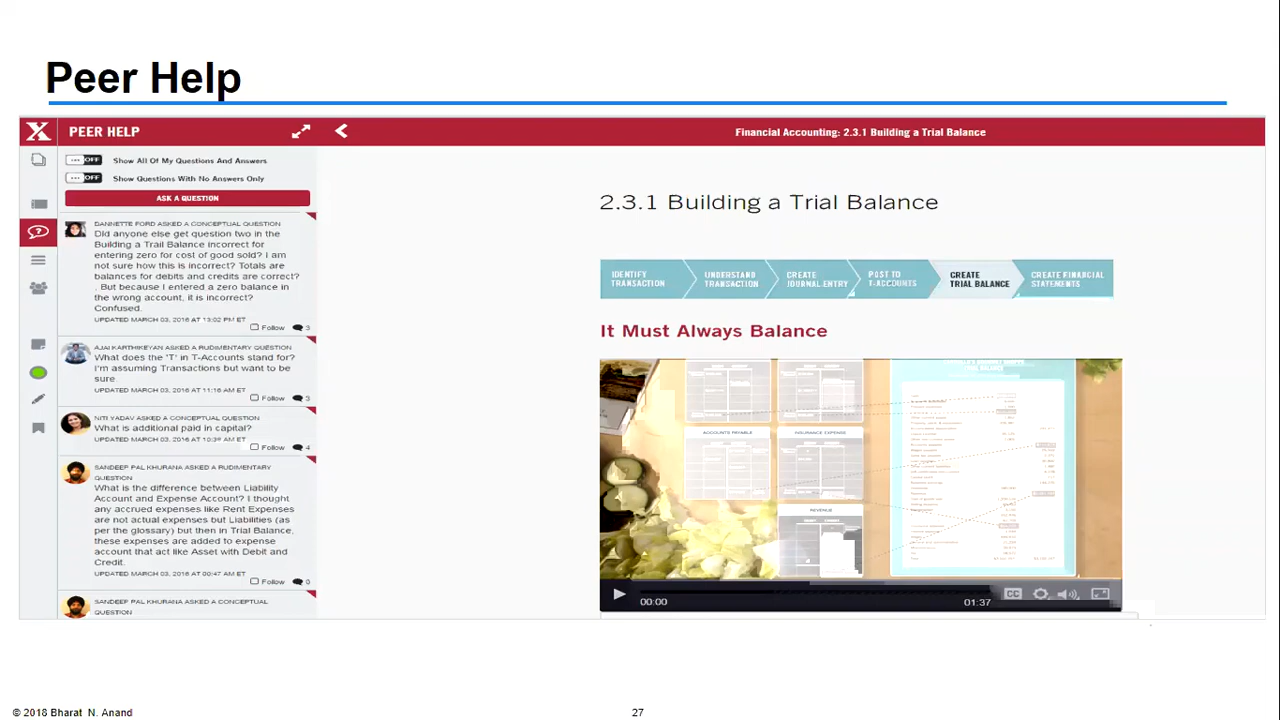 Peer Help
X PEER HELP
Financial Accounting: 2.3.1 Building a Trial Balance
OFF Show All Of My Questions And Answers
OFF Show Questions With No Answers Only
ASK A QUESTION
DANNETTE FORD ASKED A CONCEPTUAL QUESTION
Did anyone else get question two in the
Building a Trail Balance incorrect for
entering zero for cost of good sold? I am
not sure how this is incorrect? Totals are
balances for debits and credits are correct?
. But because I entered a zero balance in
the wrong account, it is incorrect?
Confused.
UPDATED MARCH 03, 2016 AT 13:02 PM ET
Follow 3
AJAI KARTHIKEYAN ASKED A RUDIMENTARY QUESTION
What does the 'T' in T-Accounts stand for?
I'm assuming Transactions but want to be
sure.
UPDATED MARCH 03, 2016 AT 11:16 AM ET
Follow 3
NITI YADAV ASKED A CONCEPTUAL QUESTION
What is additional paid in capital?
UPDATED MARCH 03, 2016 AT 10:39 AM ET
Follow 4
SANDEEP PAL KHURANA ASKED A RUDIMENTARY
QUESTION
What is the difference between Liability
Account and Expense Account? I thought
any accrued expenses like Rent Expenses
are not actual expenses but Liabilities (as
per the glossary) but then in Trial Balance,
these expenses are added to expense
account that act like Asset with Debit and
Credit.
UPDATED MARCH 03, 2016 AT 00:47 AM ET
Follow 0
SANDEEP PAL KHURANA ASKED A CONCEPTUAL
QUESTION
2.3.1 Building a Trial Balance
IDENTIFY TRANSACTION
UNDERSTAND TRANSACTION
CREATE JOURNAL ENTRY
POST TO T-ACCOUNTS
CREATE TRIAL BALANCE
CREATE FINANCIAL STATEMENTS
It Must Always Balance
TRIAL BALANCE
ACCOUNTS PAYABLE
INSURANCE EXPENSE
REVENUE
00:00
01:37
CC
© 2018 Bharat N. Anand
27